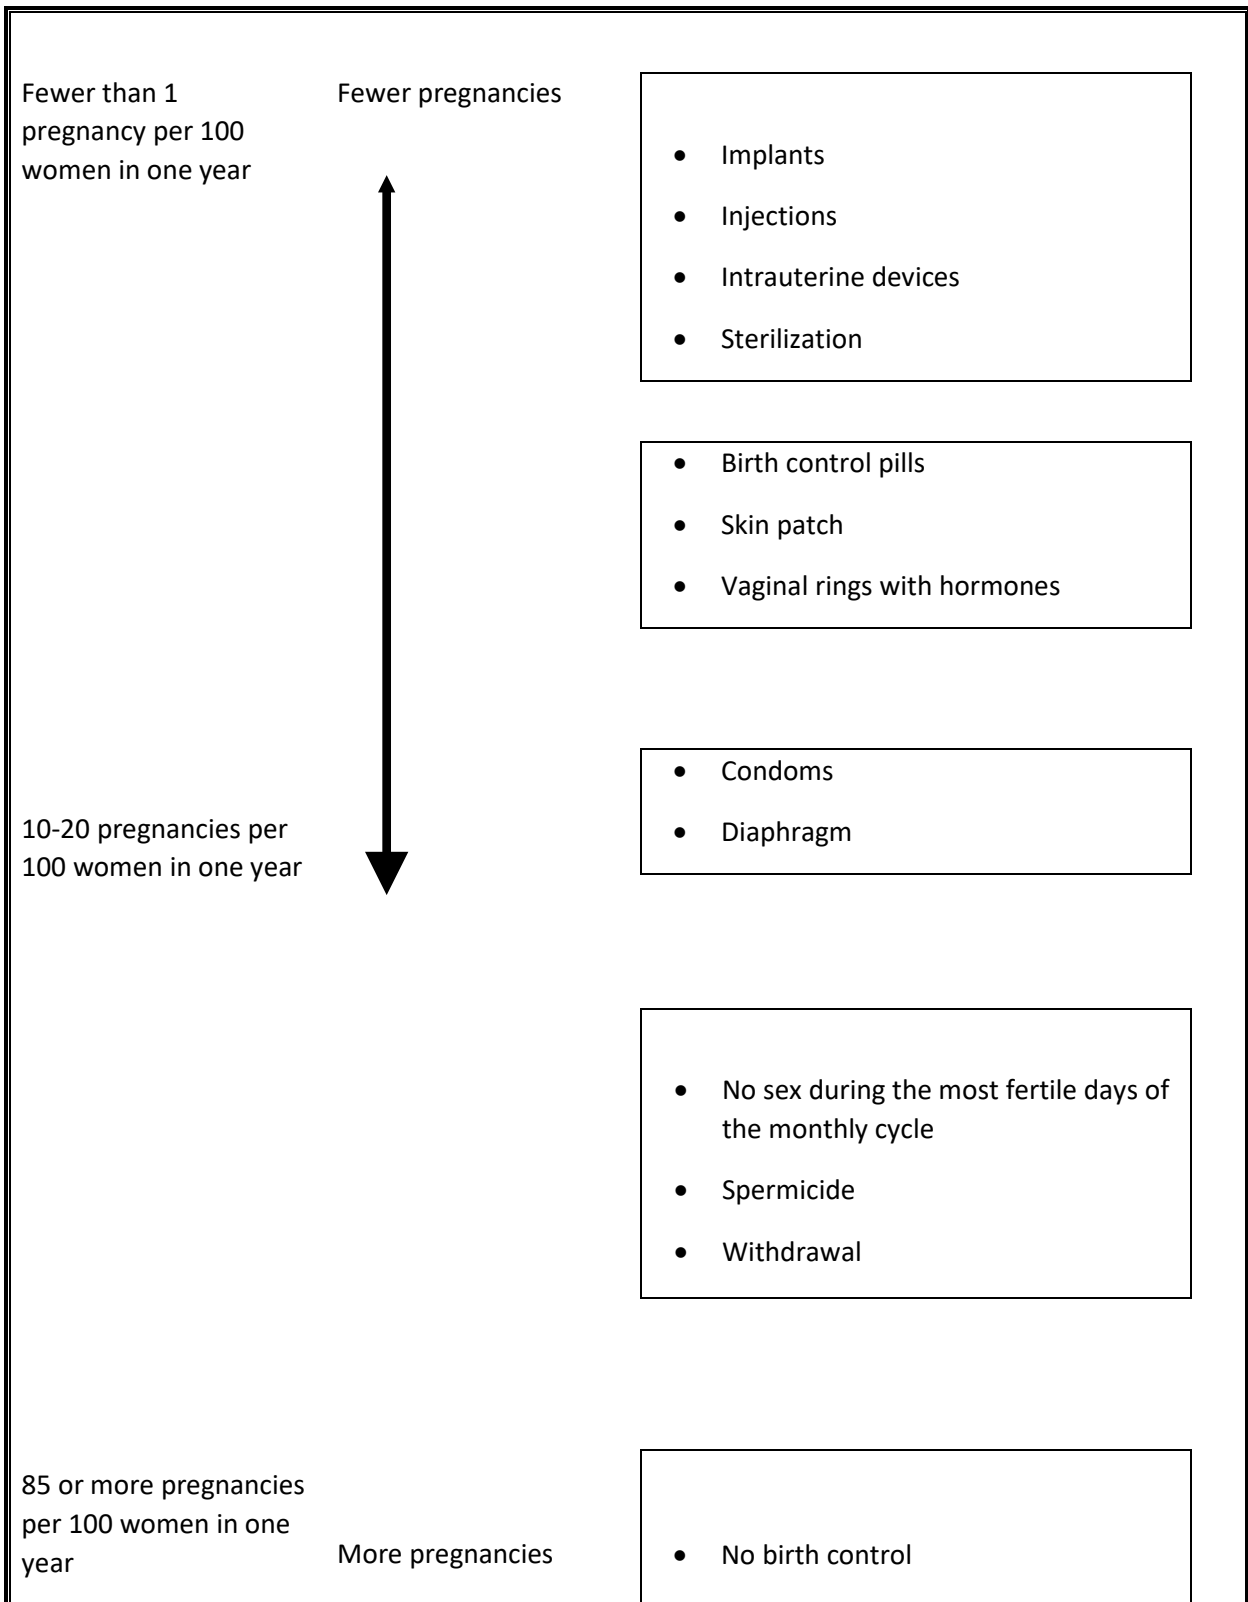 Fewer than 1
pregnancy per 100
women in one year
Fewer pregnancies
• Implants
• Injections
• Intrauterine devices
• Sterilization
• Birth control pills
• Skin patch
• Vaginal rings with hormones
10-20 pregnancies per
100 women in one year
• Condoms
• Diaphragm
• No sex during the most fertile days of
the monthly cycle
• Spermicide
• Withdrawal
85 or more pregnancies
per 100 women in one
year
More pregnancies
• No birth control